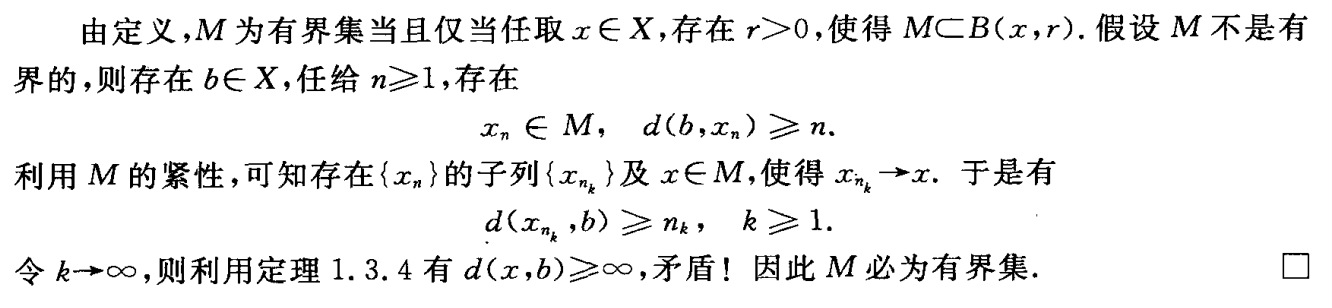 由定义,M 为有界集当且仅当任取 x∈X,存在 r>0,使得 M⊂B(x,r). 假设 M 不是有
界的,则存在 b∈X,任给 n⩾1,存在
xₙ ∈ M, d(b,xₙ) ⩾ n.
利用 M 的紧性,可知存在{xₙ}的子列{x_{n_k}}及 x∈M,使得 x_{n_k}→x. 于是有
d(x_{n_k},b) ⩾ n_k, k ⩾ 1.
令 k→∞,则利用定理 1.3.4 有 d(x,b)⩾∞,矛盾! 因此 M 必为有界集. □